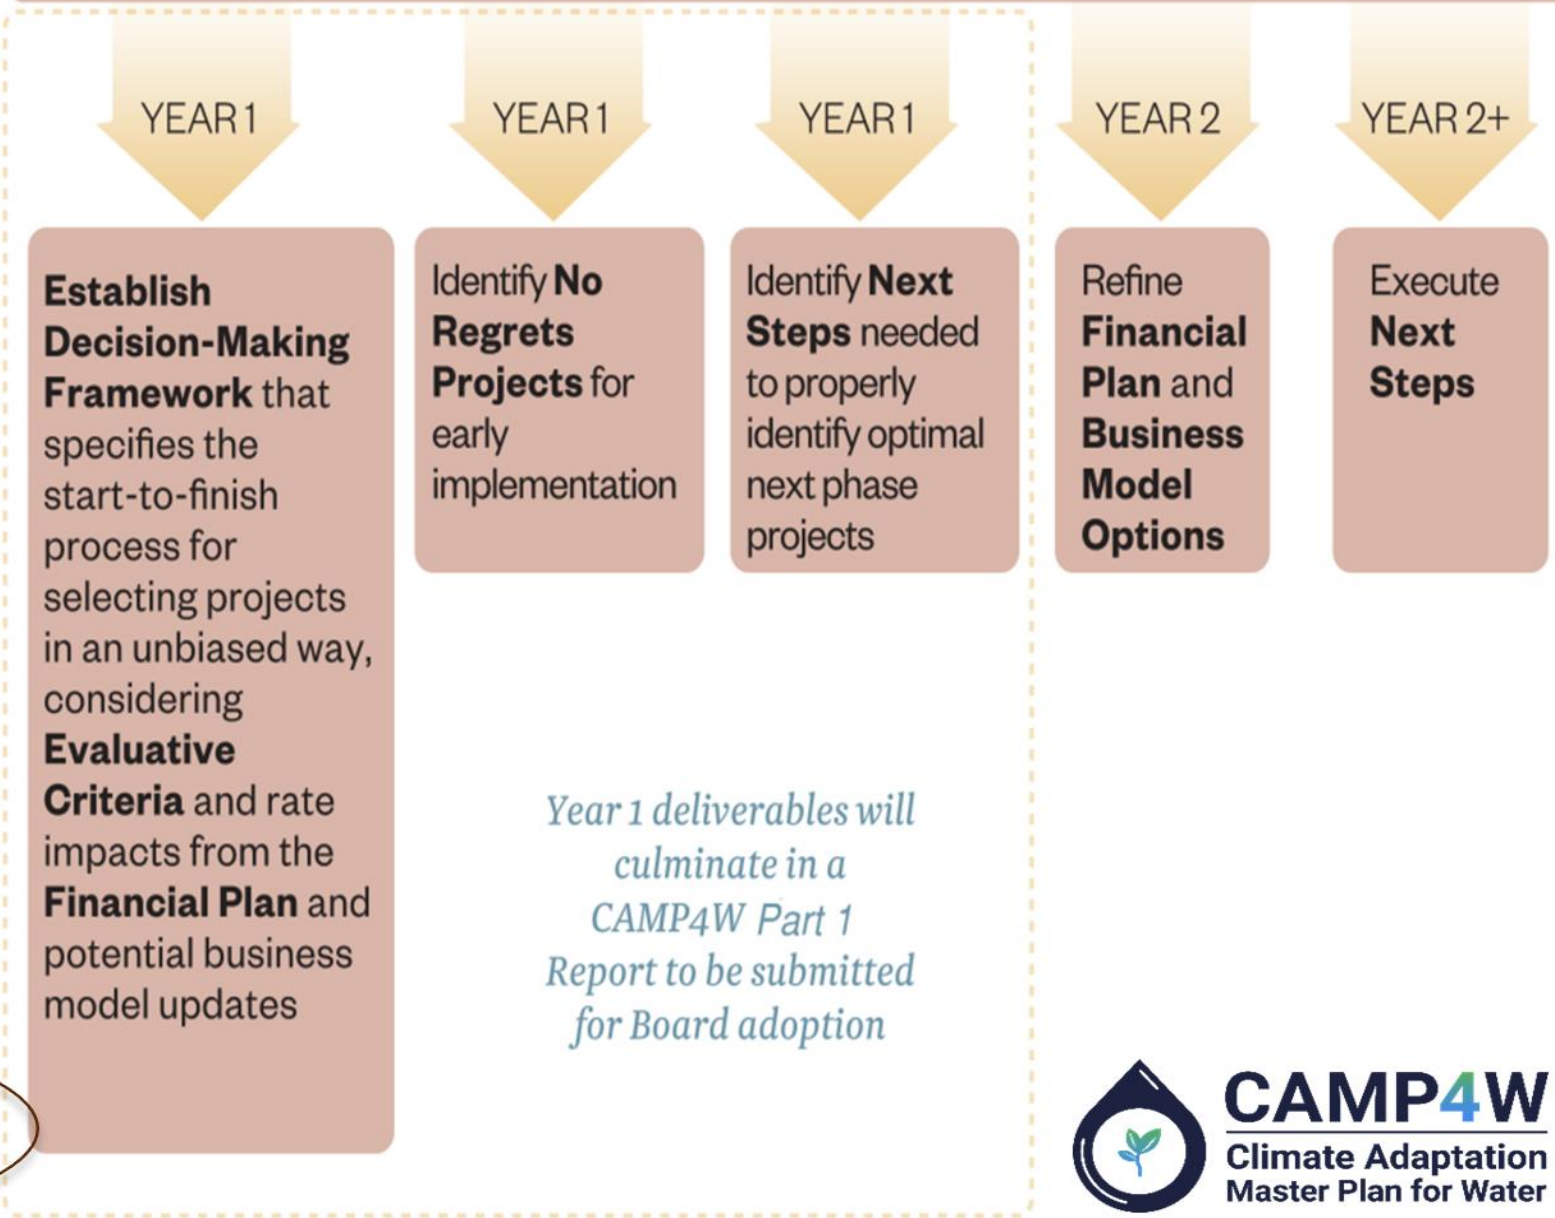 YEAR 1
Establish
Decision-Making
Framework that
specifies the
start-to-finish
process for
selecting projects
in an unbiased way,
considering
Evaluative
Criteria and rate
impacts from the
Financial Plan and
potential business
model updates
YEAR 1
Identify No
Regrets
Projects for
early
implementation
YEAR 1
Identify Next
Steps needed
to properly
identify optimal
next phase
projects
YEAR 2
Refine
Financial
Plan and
Business
Model
Options
YEAR 2+
Execute
Next
Steps
Year 1 deliverables will
culminate in a
CAMP4W Part 1
Report to be submitted
for Board adoption
CAMP4W
Climate Adaptation
Master Plan for Water